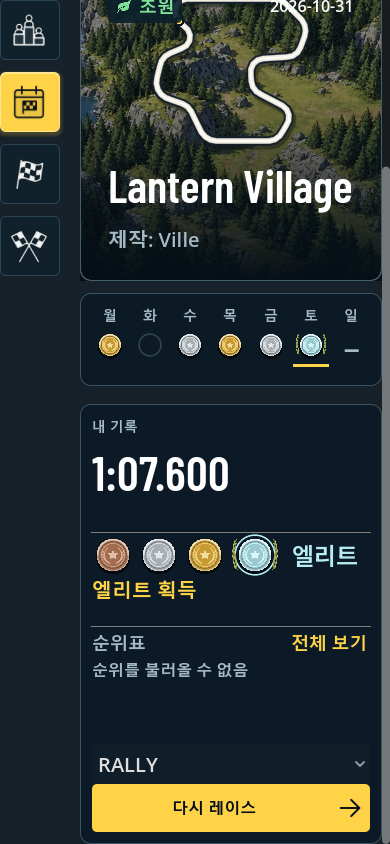 초원
2026-10-31
Lantern Village
제작: Ville
월 화 수 목 금 토 일
내 기록
1:07.600
엘리트
엘리트 획득
순위표 전체 보기
순위를 불러올 수 없음
RALLY
다시 레이스